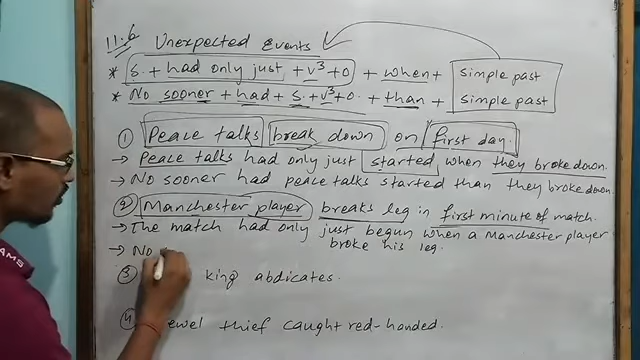 11.6 Unexpected Events
* S. + had only just + v³ + O + when + simple past
* No sooner + had + S. + v³ + O. + than + simple past
① Peace talks break down on first day.
→ Peace talks had only just started when they broke down.
→ No sooner had peace talks started than they broke down.
② Manchester player breaks leg in first minute of match.
→ The match had only just begun when a Manchester player
broke his leg.
→ No
③ king abdicates.
④ Jewel thief caught red-handed.
AMS